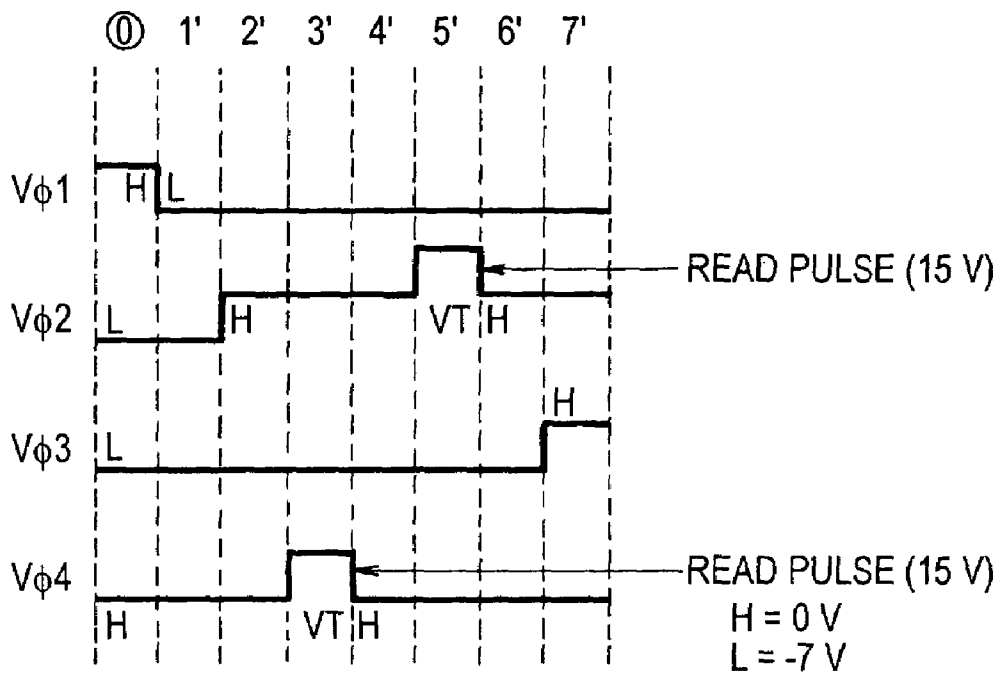 ⓪ 1' 2' 3' 4' 5' 6' 7'
Vϕ1 H L
READ PULSE (15 V)
Vϕ2 L H VT H
H
Vϕ3 L
Vϕ4 READ PULSE (15 V)
H VT H H = 0 V
L = -7 V